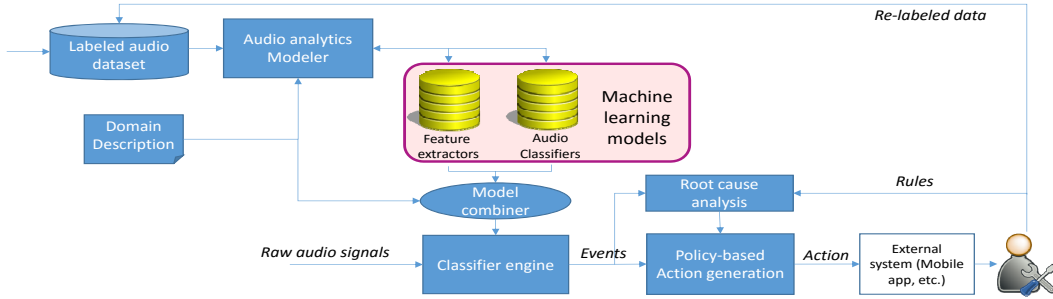 Re-labeled data
Labeled audio
dataset
Audio analytics
Modeler
Machine
learning
models
Feature
extractors
Audio
Classifiers
Domain
Description
Model
combiner
Root cause
analysis
Rules
Raw audio signals
Classifier engine
Events
Policy-based
Action generation
Action
External
system (Mobile
app, etc.)